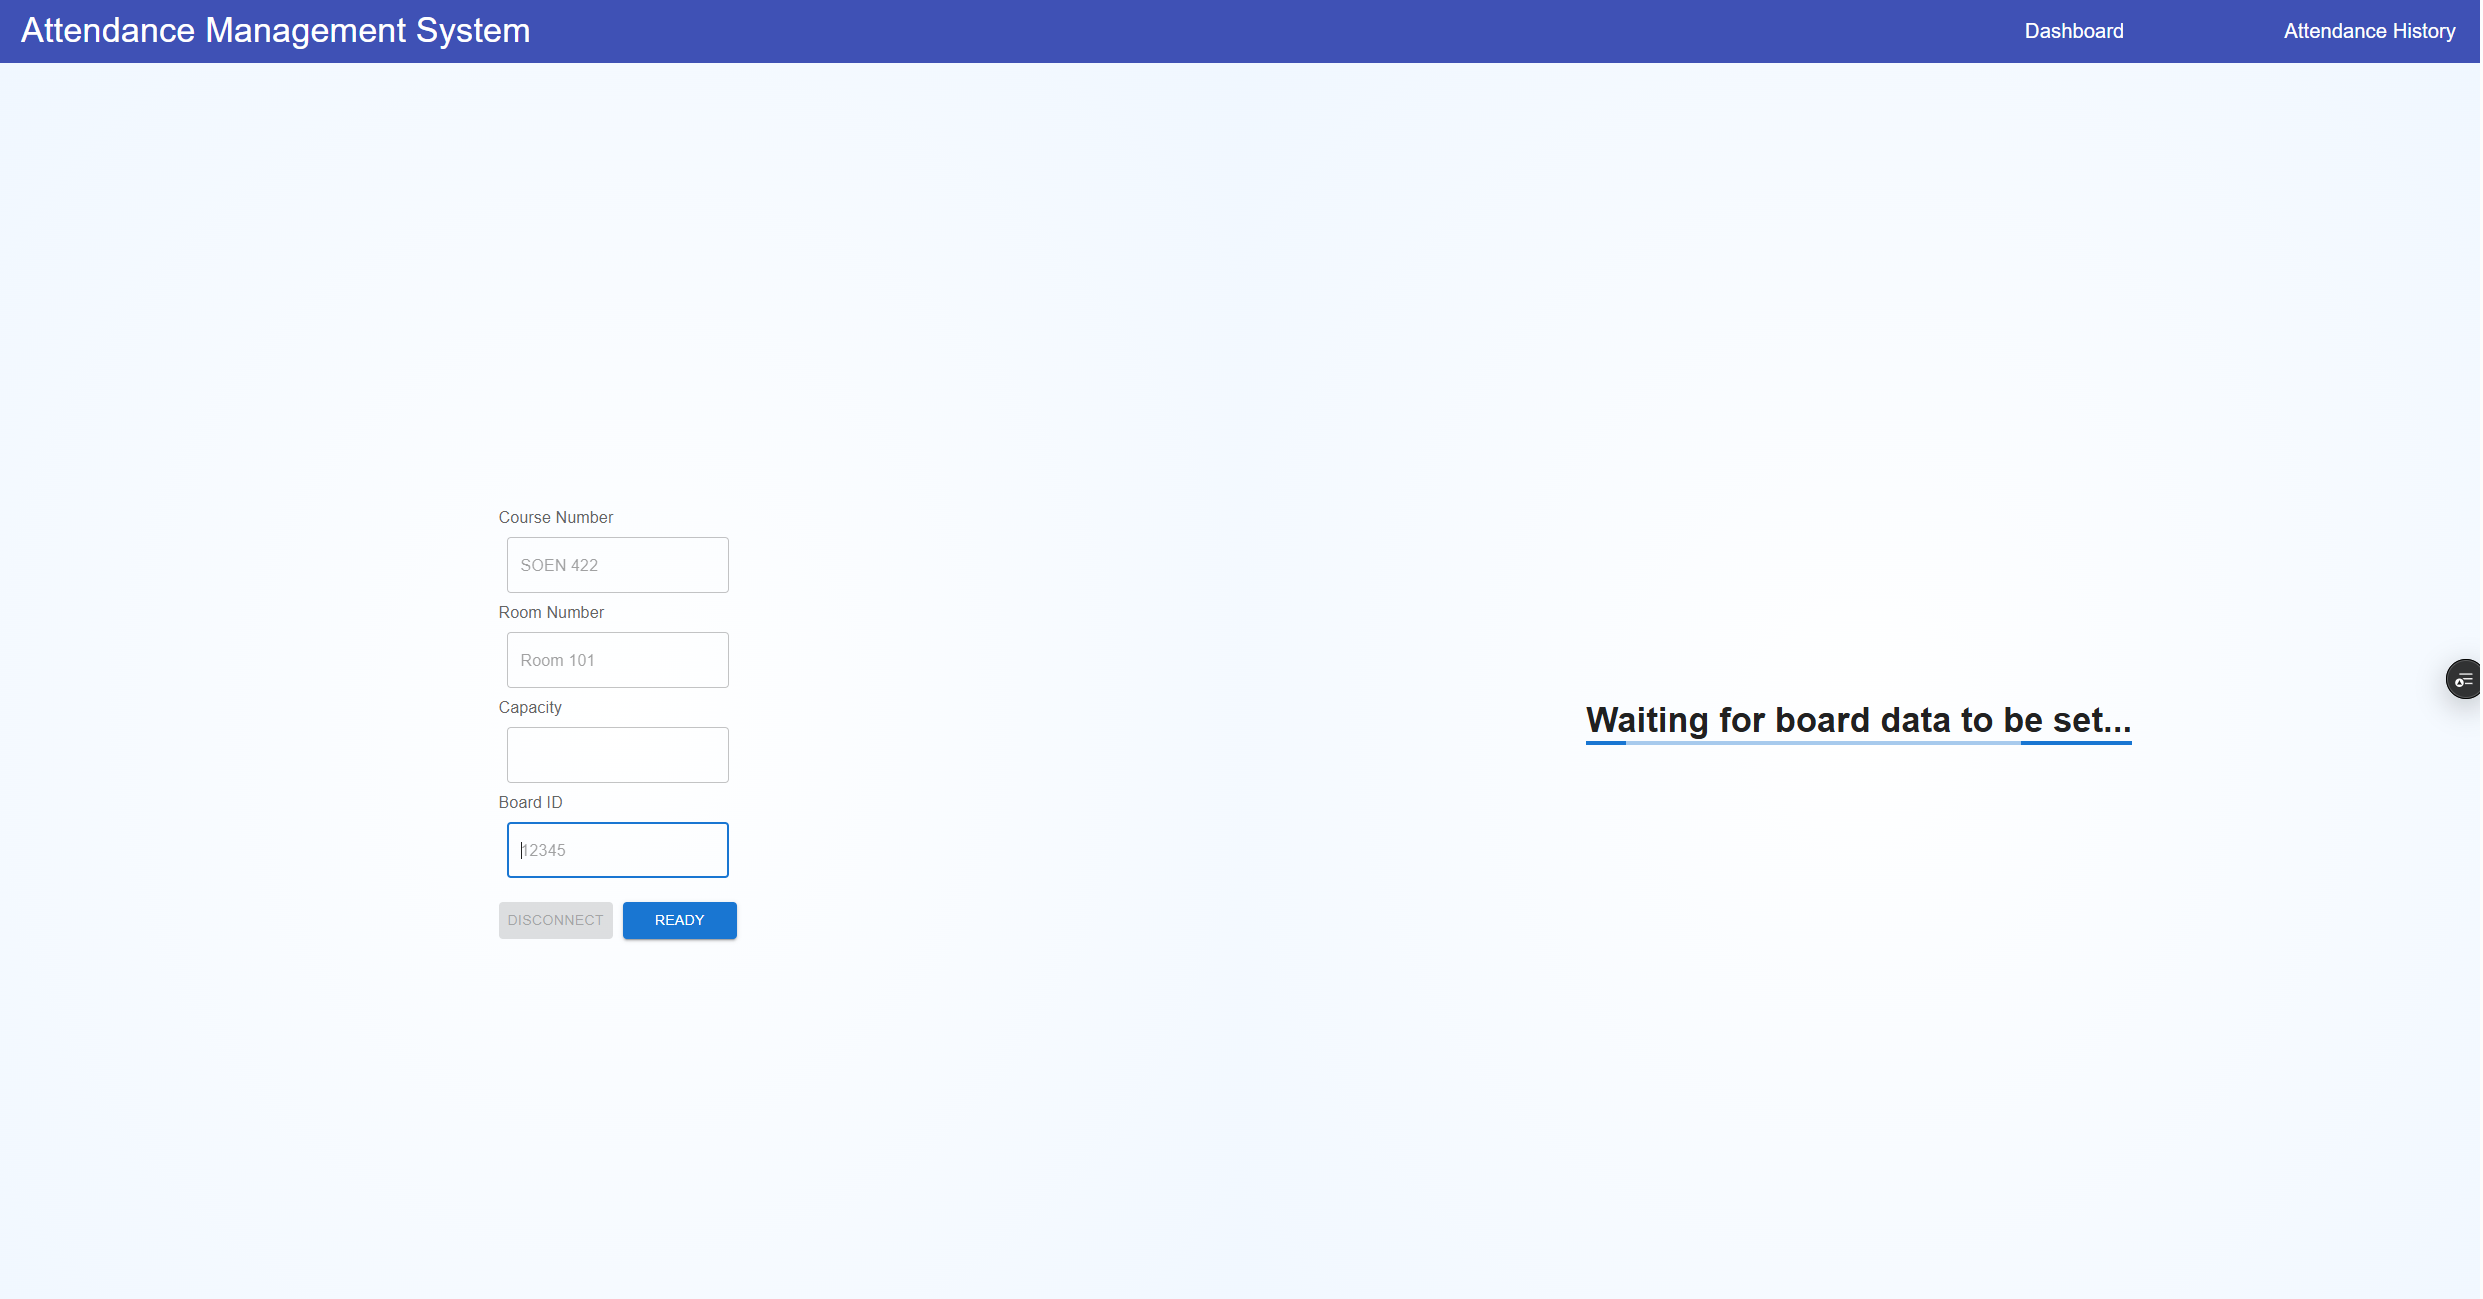 Attendance Management System
Dashboard
Attendance History
Course Number
SOEN 422
Room Number
Room 101
Capacity
Board ID
12345
DISCONNECT
READY
Waiting for board data to be set...